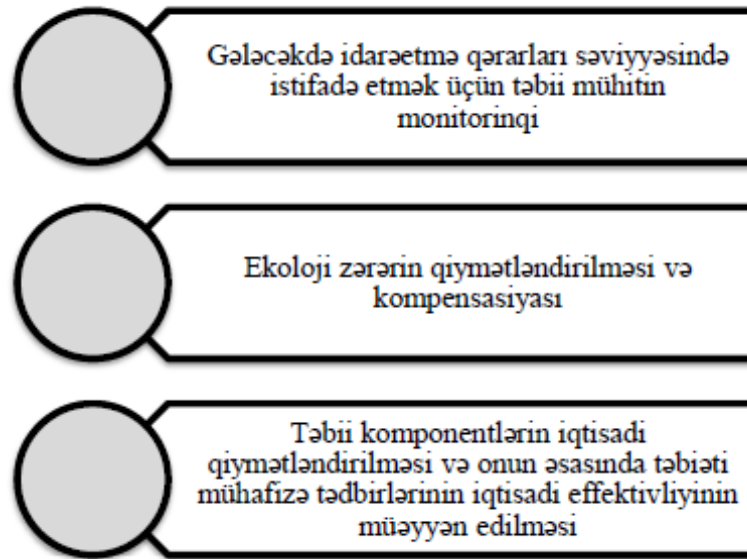 Gələcəkdə idarəetmə qərarları səviyyəsində
istifadə etmək üçün təbii mühitin
monitorinqi
Ekoloji zərərin qiymətləndirilməsi və
kompensasiyası
Təbii komponentlərin iqtisadi
qiymətləndirilməsi və onun əsasında təbiəti
mühafizə tədbirlərinin iqtisadi effektivliyinin
müəyyən edilməsi